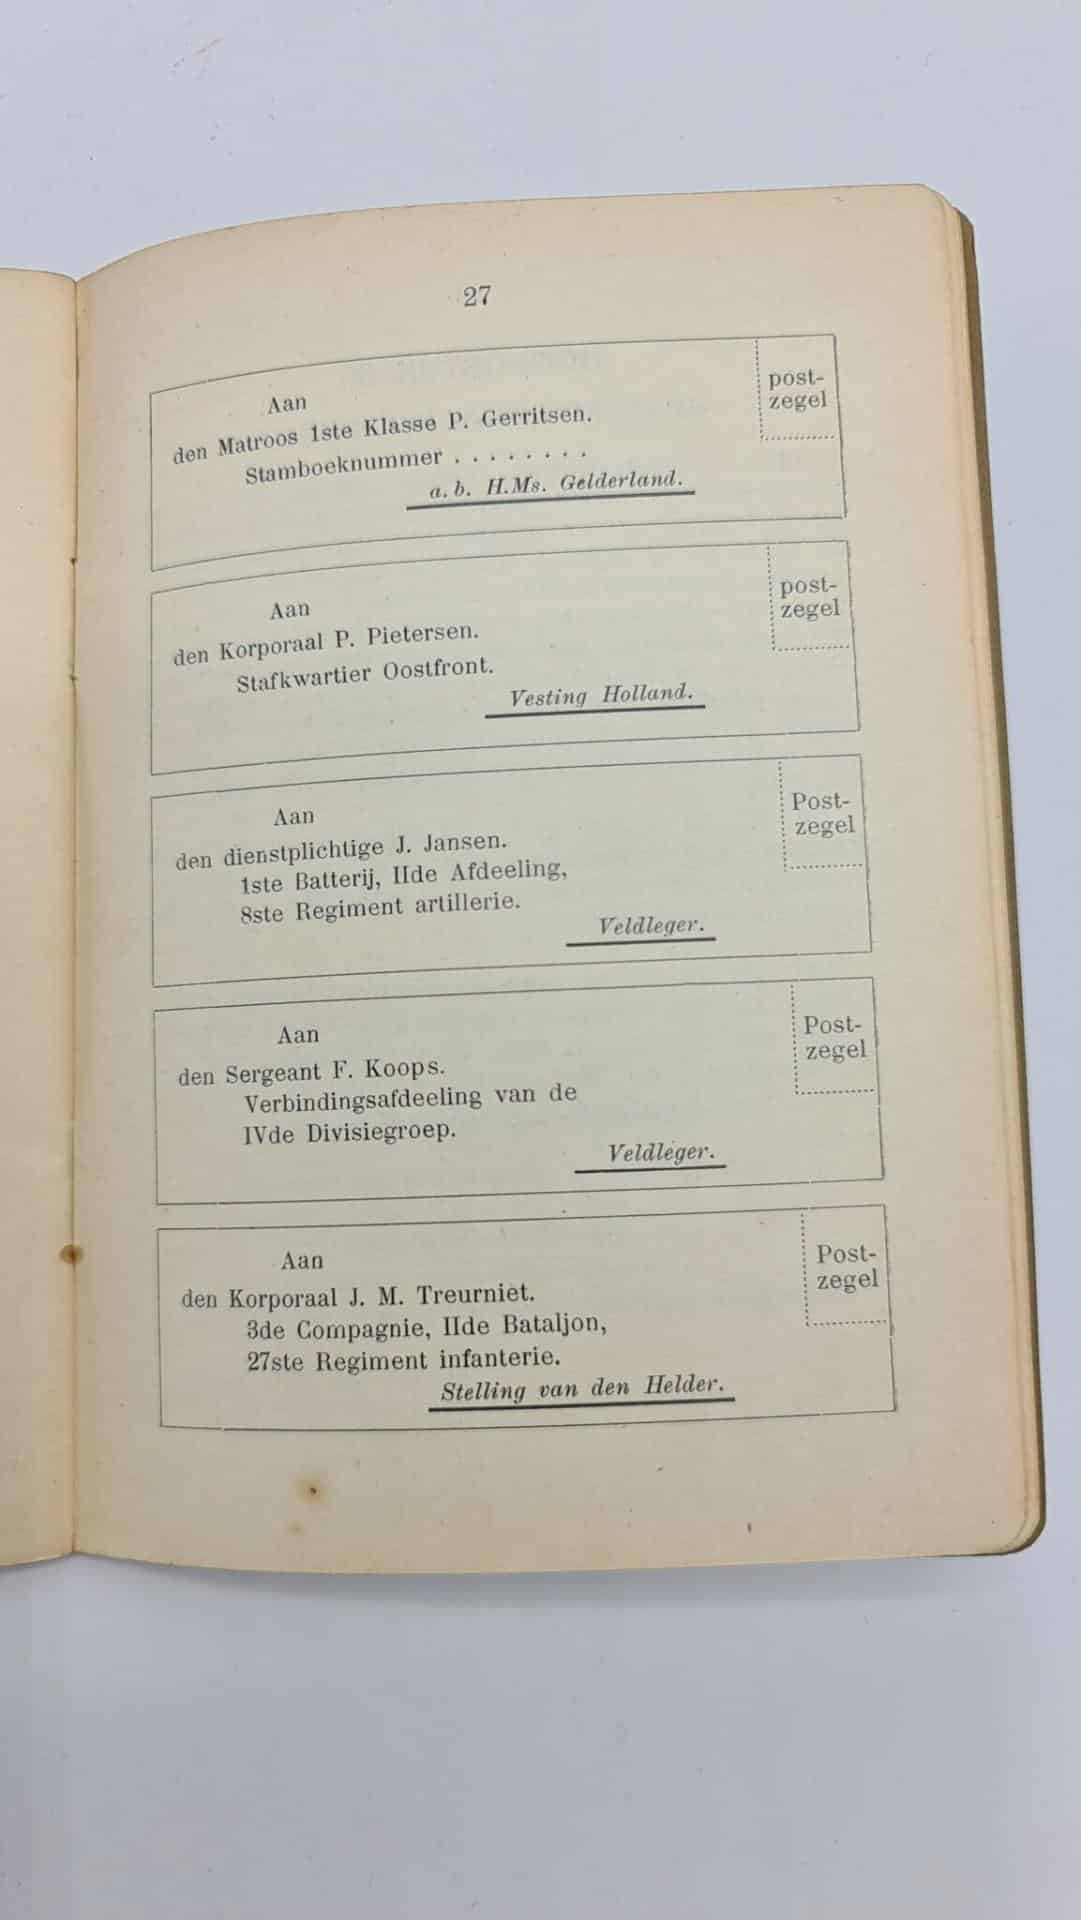 27
Aan
den Matroos 1ste Klasse P. Gerritsen.
Stamboeknummer . . . . . . . .
a. b. H.Ms. Gelderland.
post-
zegel
Aan
den Korporaal P. Pietersen.
Stafkwartier Oostfront.
Vesting Holland.
post-
zegel
Aan
den dienstplichtige J. Jansen.
1ste Batterij, IIde Afdeeling,
8ste Regiment artillerie.
Veldleger.
Post-
zegel
Aan
den Sergeant F. Koops.
Verbindingsafdeeling van de
IVde Divisiegroep.
Veldleger.
Post-
zegel
Aan
den Korporaal J. M. Treurniet.
3de Compagnie, IIde Bataljon,
27ste Regiment infanterie.
Stelling van den Helder.
Post-
zegel